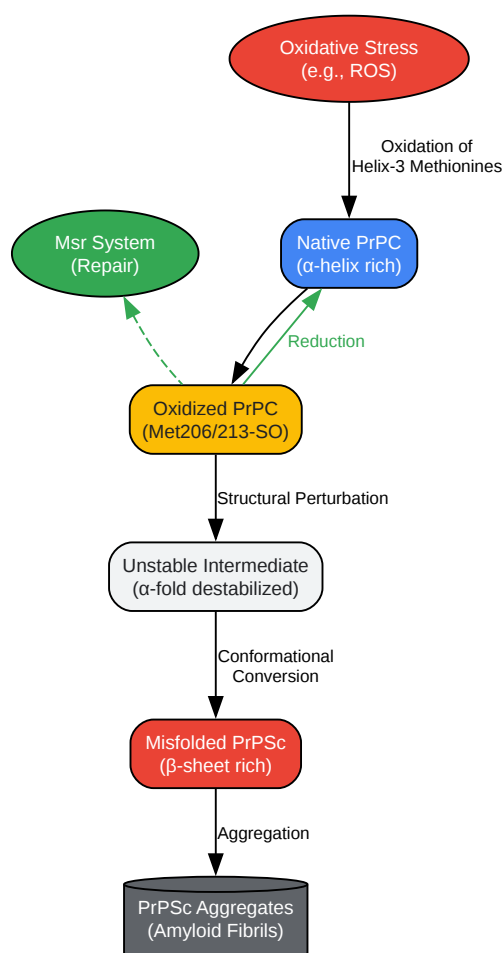 Oxidative Stress
(e.g., ROS)
Oxidation of
Helix-3 Methionines
Msr System
(Repair)
Native PrPC
(α-helix rich)
Reduction
Oxidized PrPC
(Met206/213-SO)
Structural Perturbation
Unstable Intermediate
(α-fold destabilized)
Conformational
Conversion
Misfolded PrPSc
(β-sheet rich)
Aggregation
PrPSc Aggregates
(Amyloid Fibrils)